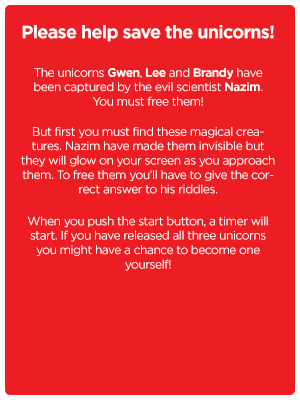 Please help save the unicorns!
The unicorns Gwen, Lee and Brandy have
been captured by the evil scientist Nazim.
You must free them!
But first you must find these magical crea-
tures. Nazim have made them invisible but
they will glow on your screen as you approach
them. To free them you'll have to give the cor-
rect answer to his riddles.
When you push the start button, a timer will
start. If you have released all three unicorns
you might have a chance to become one
yourself!